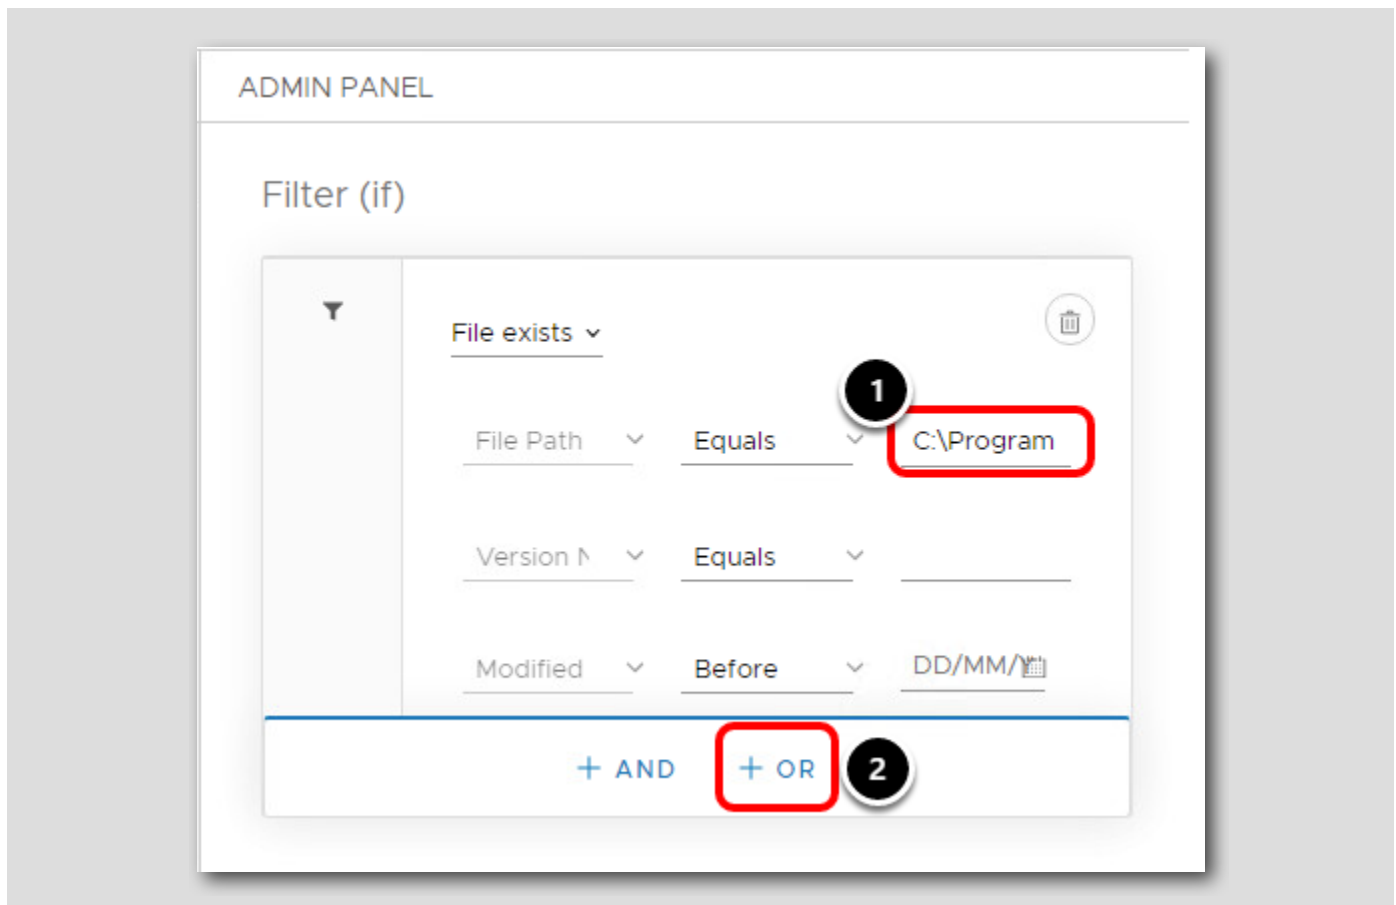 ADMIN PANEL
Filter (if)
File exists
1
File Path Equals C:\Program
Version N Equals
Modified Before DD/MM/Y
+ AND + OR 2